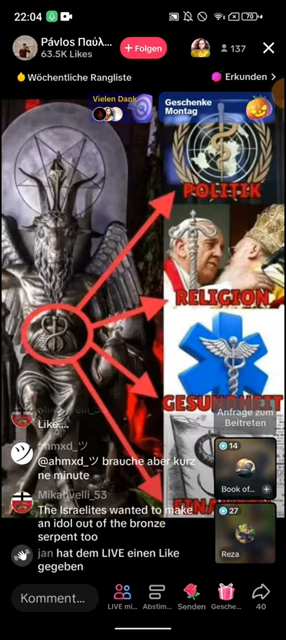 22:04
70
Pávlos Παύλ...
63.5K Likes
+ Folgen
137
Wöchentliche Rangliste
Erkunden >
Vielen Dank
Geschenke
Montag
POLITIK
RELIGION
GESUNDHEIT
Anfrage zum
Beitreten
Mikahvelli_53
Like....
@ahmxd_ツ brauche aber kurz
ne minute
14
Book of...
Mikahvelli_53
The Israelites wanted to make
an idol out of the bronze
serpent too
27
Reza
jan hat dem LIVE einen Like
gegeben
Komment...
LIVE mi...
Abstim...
Senden
Gesche...
40